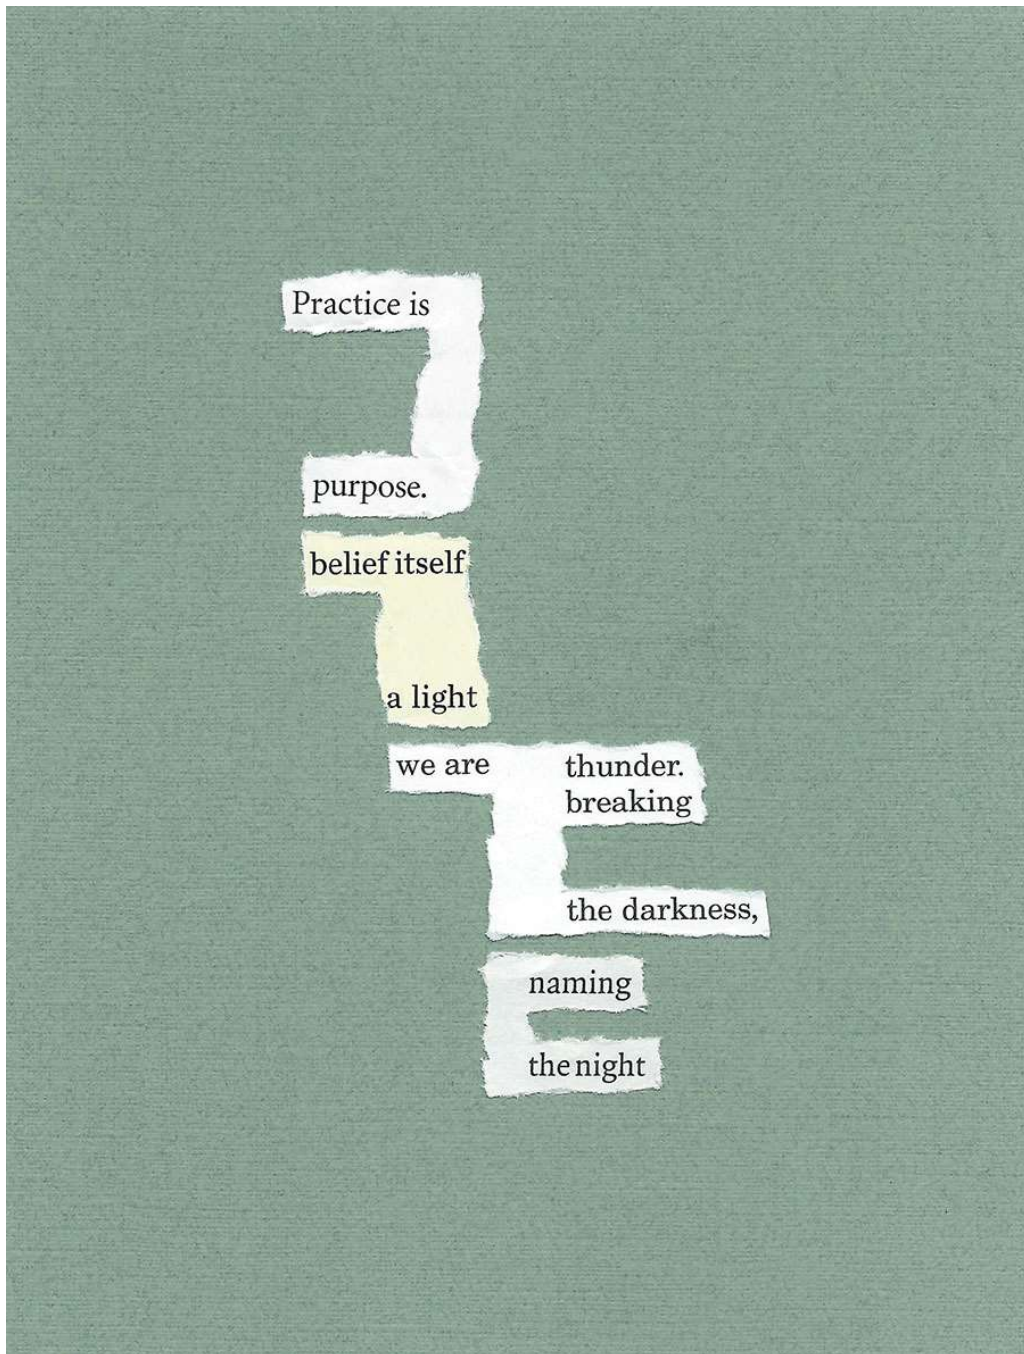 Practice is
purpose.
belief itself
a light
we are thunder.
breaking
the darkness,
naming
the night